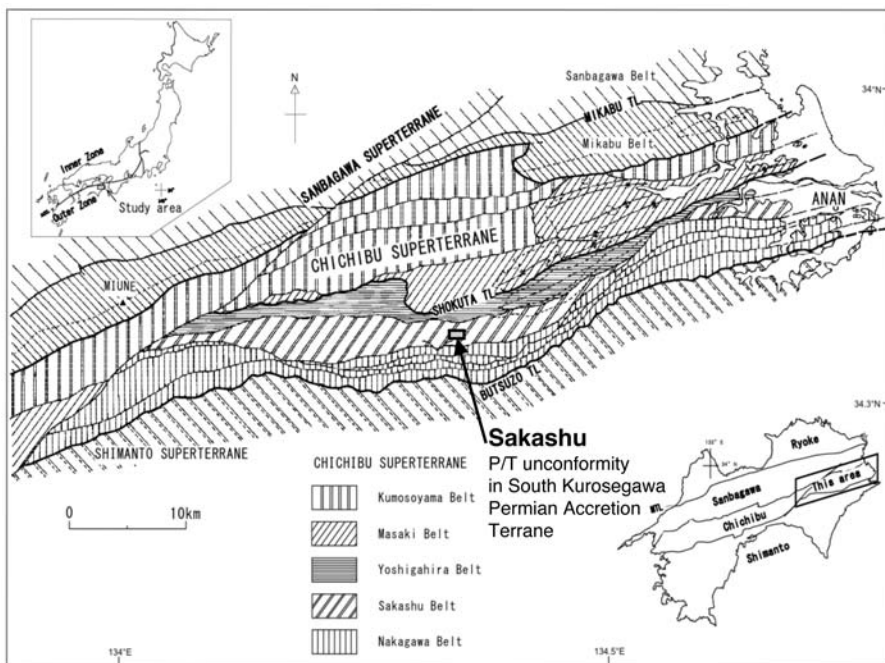 Inner Zone
Outer Zone
Study area
N
Sanbagawa Belt
34°N
MIKABU TL
Mikabu Belt
SANBAGAWA SUPERTERRANE
ANAN
CHICHIBU SUPERTERRANE
MIUNE
SHOKUTA TL
BUTSUZO TL
34.3°N
Sakashu
P/T unconformity
in South Kurosegawa
Permian Accretion
Terrane
SHIMANTO SUPERTERRANE
CHICHIBU SUPERTERRANE
Kumosoyama Belt
Masaki Belt
Yoshigahira Belt
Sakashu Belt
Nakagawa Belt
0
10km
Ryoke
This area
Sanbagawa
MTL
Chichibu
Shimanto
134°E
134.5°E